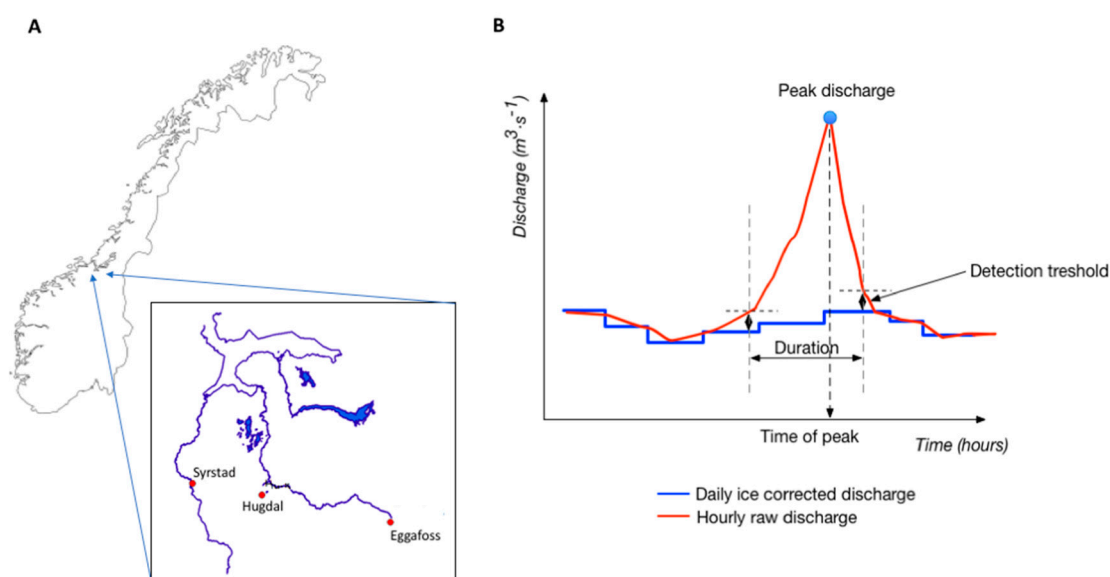 A
Syrstad
Hugdal
Eggafoss
B
Peak discharge
Discharge (m³·s⁻¹)
Detection treshold
Duration
Time of peak
Time (hours)
Daily ice corrected discharge
Hourly raw discharge